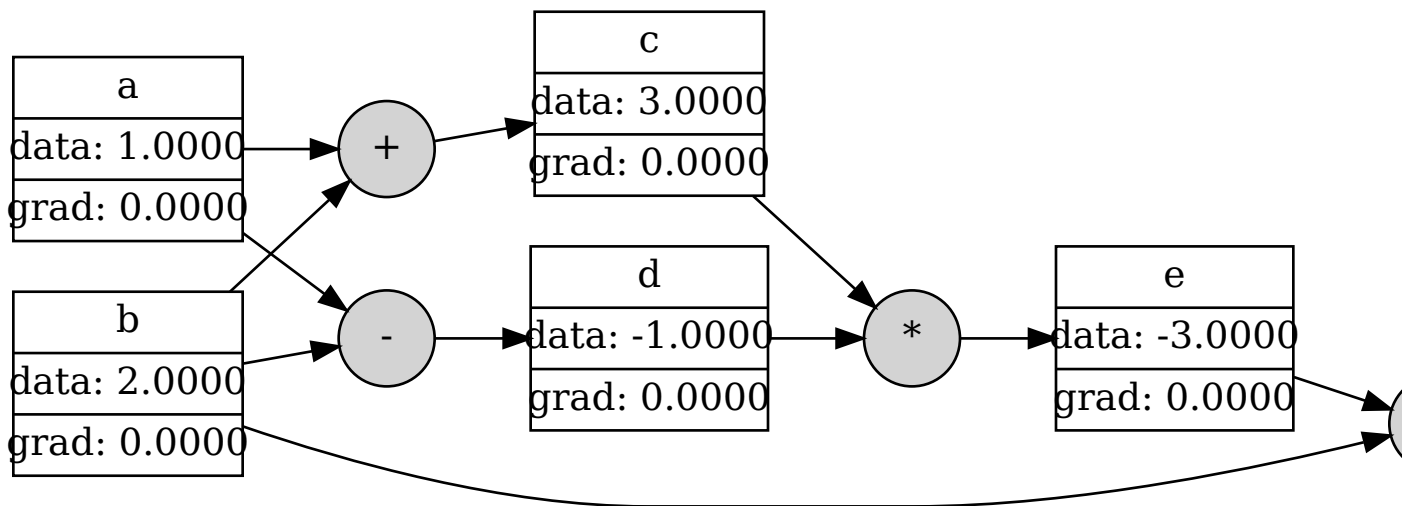 a
data: 1.0000
grad: 0.0000
b
data: 2.0000
grad: 0.0000
+
-
c
data: 3.0000
grad: 0.0000
d
data: -1.0000
grad: 0.0000
*
e
data: -3.0000
grad: 0.0000